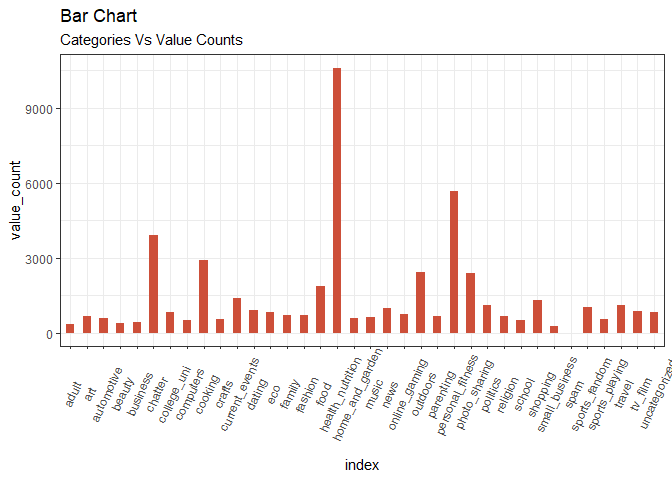 Bar Chart
Categories Vs Value Counts
value_count
9000
6000
3000
0
adult
art
automotive
beauty
business
chatter
college_uni
computers
cooking
crafts
current_events
dating
eco
family
fashion
food
health_nutrition
home_and_garden
music
news
online_gaming
outdoors
parenting
personal_fitness
photo_sharing
politics
religion
school
shopping
small_business
spam
sports_fandom
sports_playing
travel
tv_film
uncategorized
index